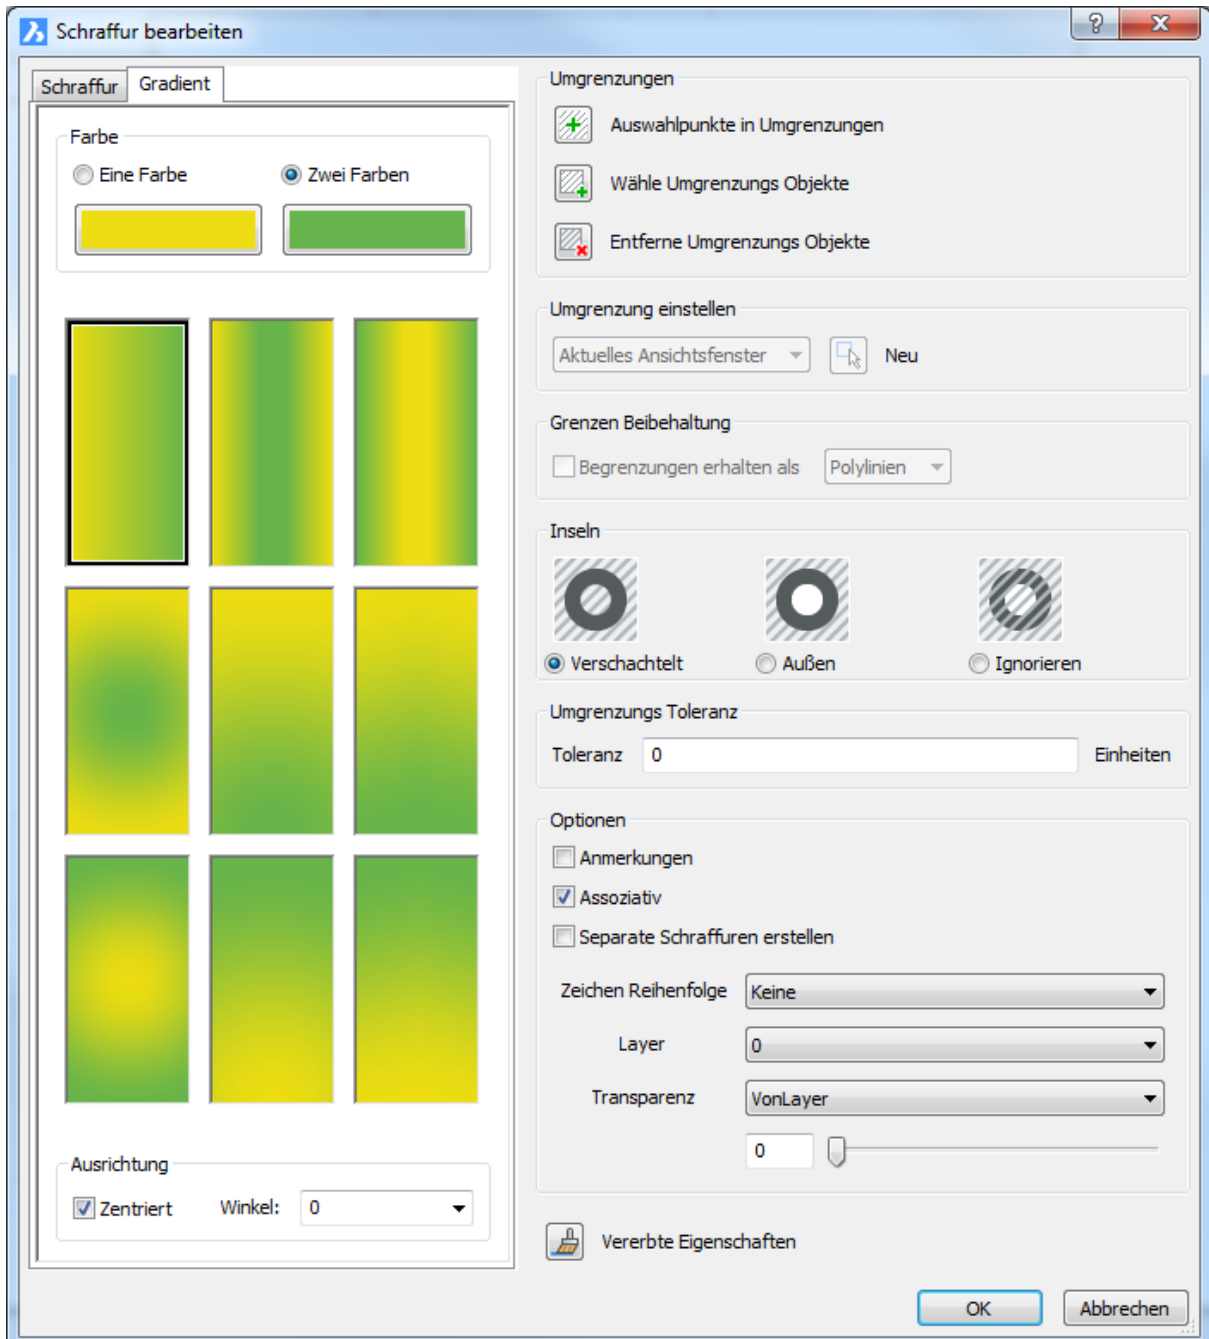 Schraffur bearbeiten
?
Schraffur
Gradient
Farbe
Eine Farbe
Zwei Farben
Ausrichtung
Zentriert
Winkel:
0
Umgrenzungen
Auswahlpunkte in Umgrenzungen
Wähle Umgrenzungs Objekte
Entferne Umgrenzungs Objekte
Umgrenzung einstellen
Aktuelles Ansichtsfenster
Neu
Grenzen Beibehaltung
Begrenzungen erhalten als
Polylinien
Inseln
Verschachtelt
Außen
Ignorieren
Umgrenzungs Toleranz
Toleranz
0
Einheiten
Optionen
Anmerkungen
Assoziativ
Separate Schraffuren erstellen
Zeichen Reihenfolge
Keine
Layer
0
Transparenz
VonLayer
0
Vererbte Eigenschaften
OK
Abbrechen